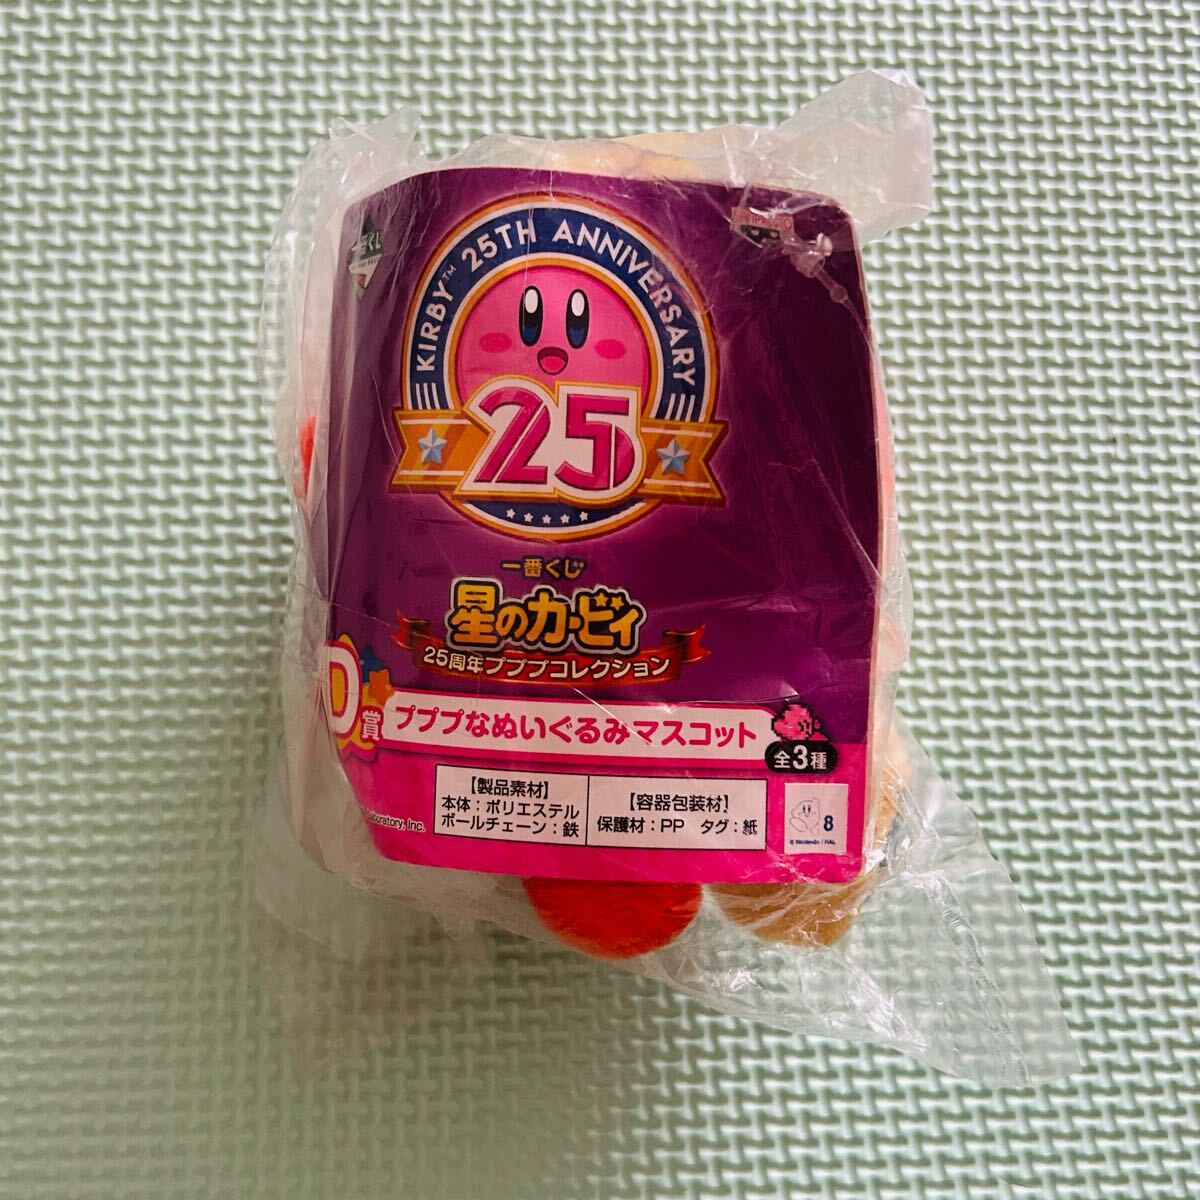 くじ
BANPRESTO
KIRBY™ 25TH ANNIVERSARY
25
一番くじ
星のカービィ
25周年プププコレクション
D賞
プププなぬいぐるみマスコット
全3種
【製品素材】
本体：ポリエステル
ボールチェーン：鉄
【容器包装材】
保護材：PP タグ：紙
8
© Nintendo / HAL
Laboratory, Inc.